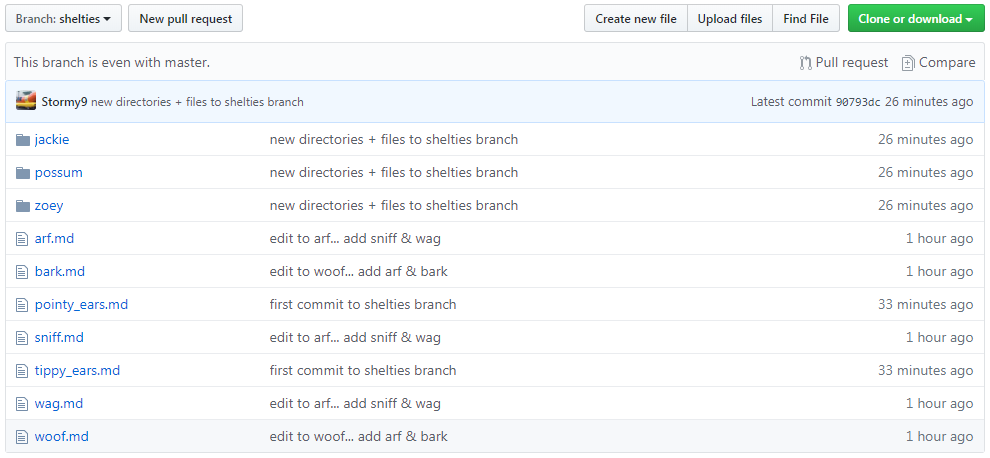 Branch: shelties New pull request Create new file Upload files Find File Clone or download
This branch is even with master. Pull request Compare
Stormy9 new directories + files to shelties branch Latest commit 90793dc 26 minutes ago
jackie new directories + files to shelties branch 26 minutes ago
possum new directories + files to shelties branch 26 minutes ago
zoey new directories + files to shelties branch 26 minutes ago
arf.md edit to arf... add sniff & wag 1 hour ago
bark.md edit to woof... add arf & bark 1 hour ago
pointy_ears.md first commit to shelties branch 33 minutes ago
sniff.md edit to arf... add sniff & wag 1 hour ago
tippy_ears.md first commit to shelties branch 33 minutes ago
wag.md edit to arf... add sniff & wag 1 hour ago
woof.md edit to woof... add arf & bark 1 hour ago